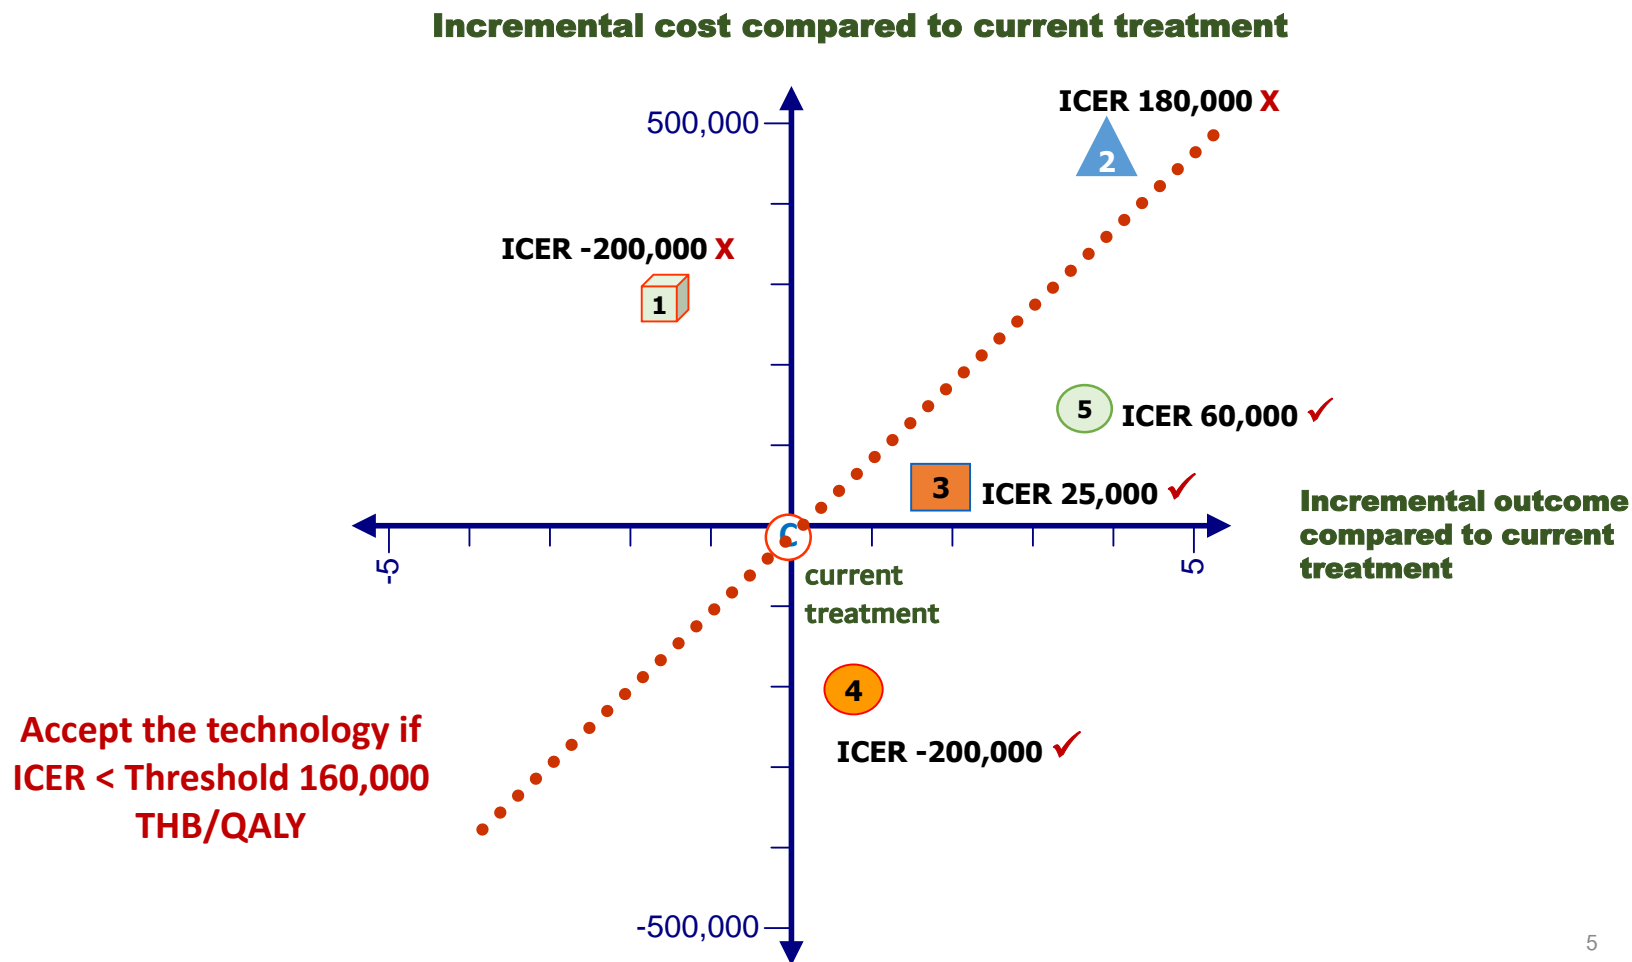 Incremental cost compared to current treatment
ICER 180,000 X
500,000
2
ICER -200,000 X
1
5
ICER 60,000 ✓
3
ICER 25,000 ✓
Incremental outcome
compared to current
treatment
C
-5
5
current
treatment
4
Accept the technology if
ICER < Threshold 160,000
THB/QALY
ICER -200,000 ✓
-500,000
5